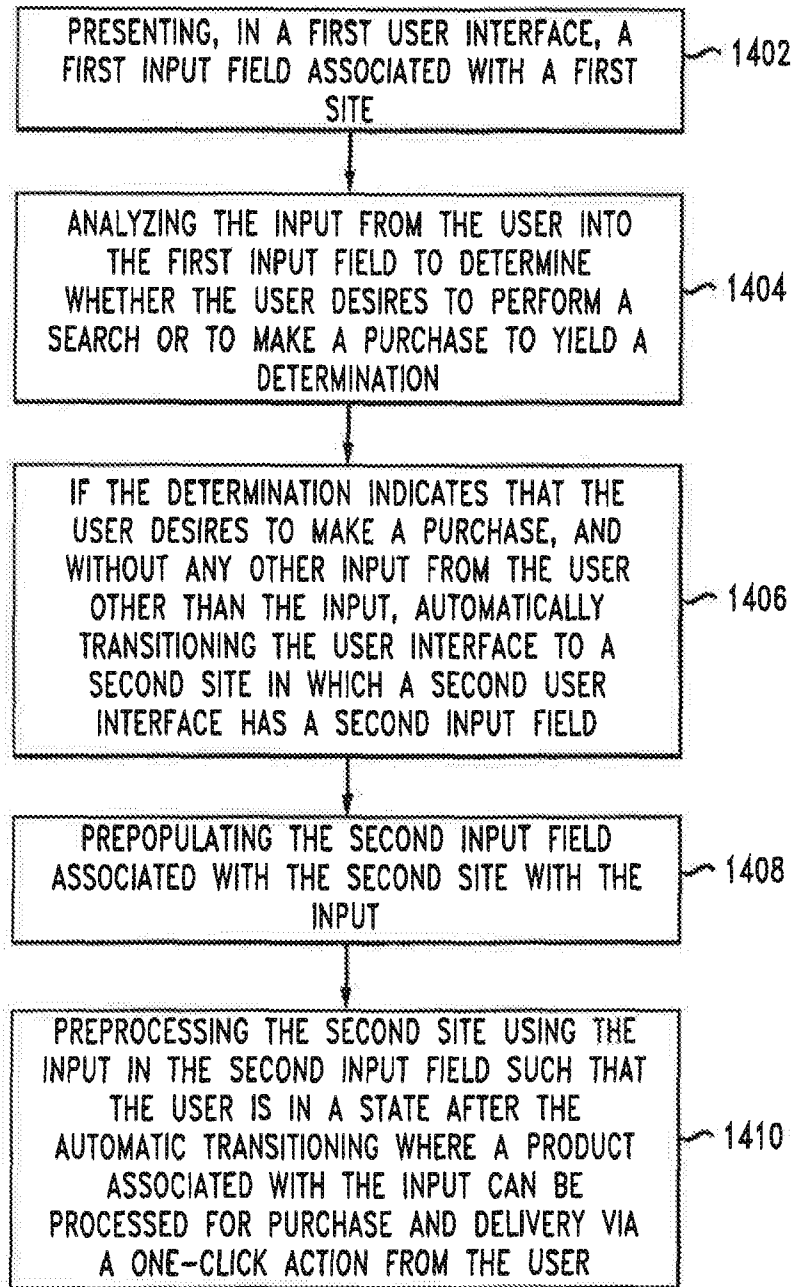 PRESENTING, IN A FIRST USER INTERFACE, A
FIRST INPUT FIELD ASSOCIATED WITH A FIRST
SITE
1402
ANALYZING THE INPUT FROM THE USER INTO
THE FIRST INPUT FIELD TO DETERMINE
WHETHER THE USER DESIRES TO PERFORM A
SEARCH OR TO MAKE A PURCHASE TO YIELD A
DETERMINATION
1404
IF THE DETERMINATION INDICATES THAT THE
USER DESIRES TO MAKE A PURCHASE, AND
WITHOUT ANY OTHER INPUT FROM THE USER
OTHER THAN THE INPUT, AUTOMATICALLY
TRANSITIONING THE USER INTERFACE TO A
SECOND SITE IN WHICH A SECOND USER
INTERFACE HAS A SECOND INPUT FIELD
1406
PREPOPULATING THE SECOND INPUT FIELD
ASSOCIATED WITH THE SECOND SITE WITH THE
INPUT
1408
PREPROCESSING THE SECOND SITE USING THE
INPUT IN THE SECOND INPUT FIELD SUCH THAT
THE USER IS IN A STATE AFTER THE
AUTOMATIC TRANSITIONING WHERE A PRODUCT
ASSOCIATED WITH THE INPUT CAN BE
PROCESSED FOR PURCHASE AND DELIVERY VIA
A ONE-CLICK ACTION FROM THE USER
1410